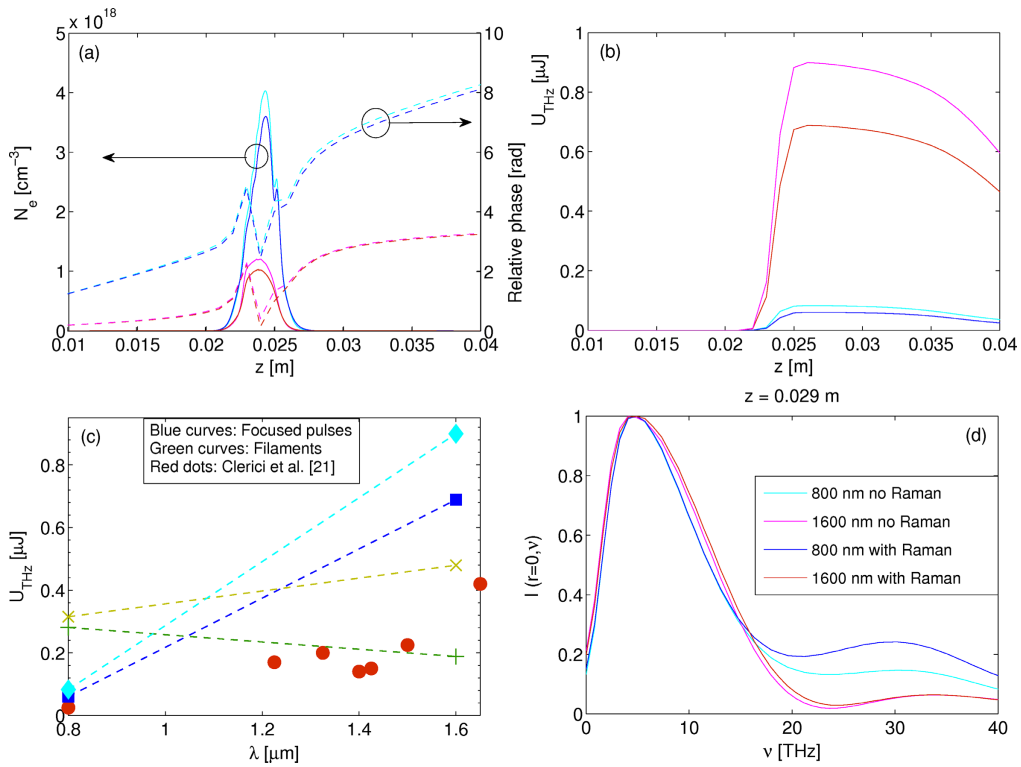 x 10^18
(a)
N_e [cm^−3]
5
4
3
2
1
0
10
8
6
4
2
0
Relative phase [rad]
0.01 0.015 0.02 0.025 0.03 0.035 0.04
z [m]
(b)
U_THz [µJ]
1
0.8
0.6
0.4
0.2
0
0.01 0.015 0.02 0.025 0.03 0.035 0.04
z [m]
(c)
Blue curves: Focused pulses
Green curves: Filaments
Red dots: Clerici et al. [21]
U_THz [µJ]
0.8
0.6
0.4
0.2
0
0.8 1 1.2 1.4 1.6
λ [µm]
z = 0.029 m
(d)
I (r=0,ν)
1
0.8
0.6
0.4
0.2
0
800 nm no Raman
1600 nm no Raman
800 nm with Raman
1600 nm with Raman
0 10 20 30 40
ν [THz]